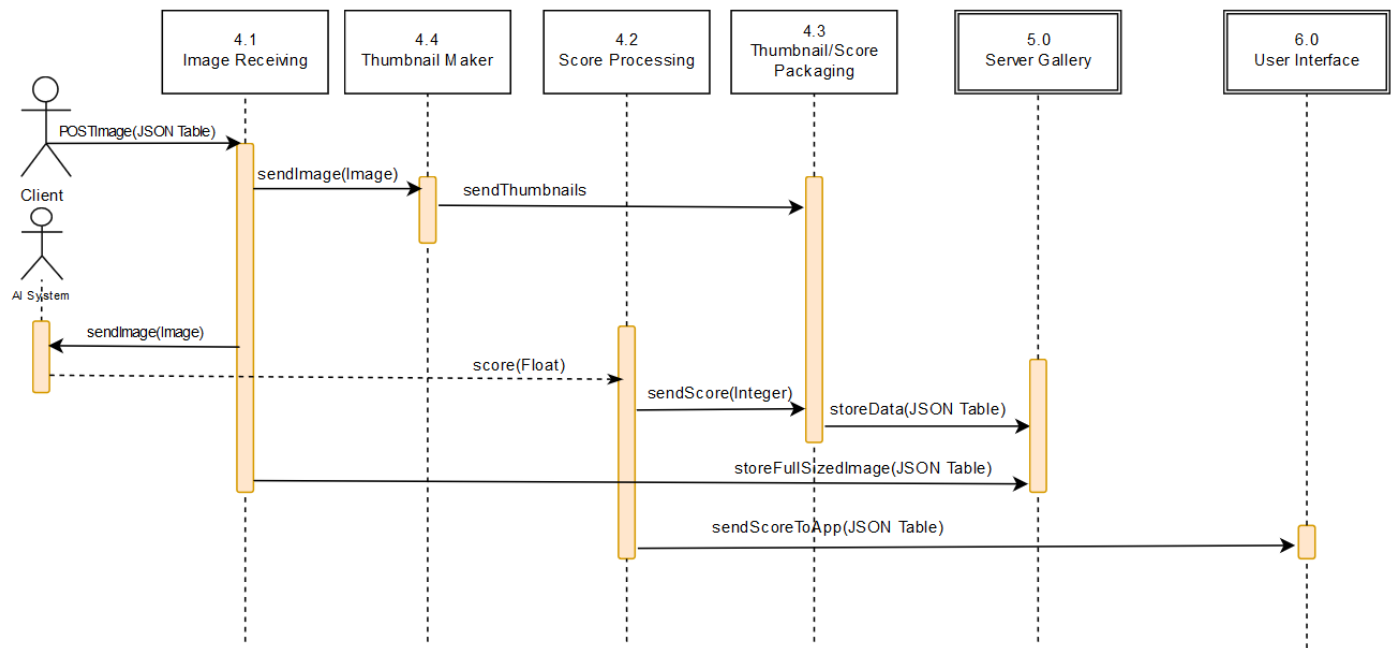 4.1
Image Receiving
4.4
Thumbnail Maker
4.2
Score Processing
4.3
Thumbnail/Score
Packaging
5.0
Server Gallery
6.0
User Interface
POSTImage(JSON Table)
sendImage(Image)
sendThumbnails
Client
AI System
sendImage(Image)
score(Float)
sendScore(Integer)
storeData(JSON Table)
storeFullSizedImage(JSON Table)
sendScoreToApp(JSON Table)